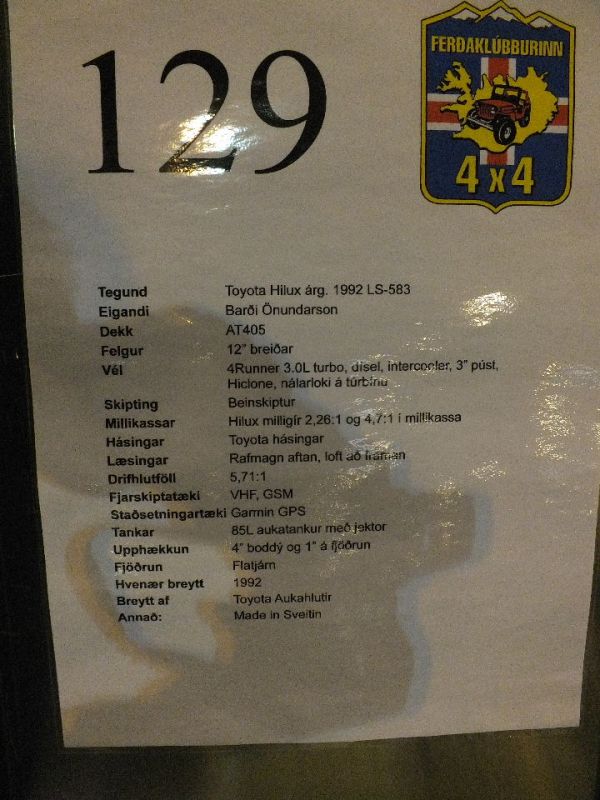 129
FERÐAKLÚBBURINN
4x4
Tegund Toyota Hilux árg. 1992 LS-583
Eigandi Barði Önundarson
Dekk AT405
Felgur 12" breiðar
Vél 4Runner 3.0L turbo, dísel, intercooler, 3" púst,
Hiclone, nálarloki á túrbínu
Skipting Beinskiptur
Millikassar Hilux milligír 2,26:1 og 4,7:1 í millikassa
Hásingar Toyota hásingar
Læsingar Rafmagn aftan, loft að framan
Drifhlutföll 5,71:1
Fjarskiptatæki VHF, GSM
Staðsetningartæki Garmin GPS
Tankar 85L aukatankur með jektor
Upphækkun 4" boddý og 1" á fjöðrun
Fjöðrun Flatjárn
Hvenær breytt 1992
Breytt af Toyota Aukahlutir
Annað: Made in Sveitin